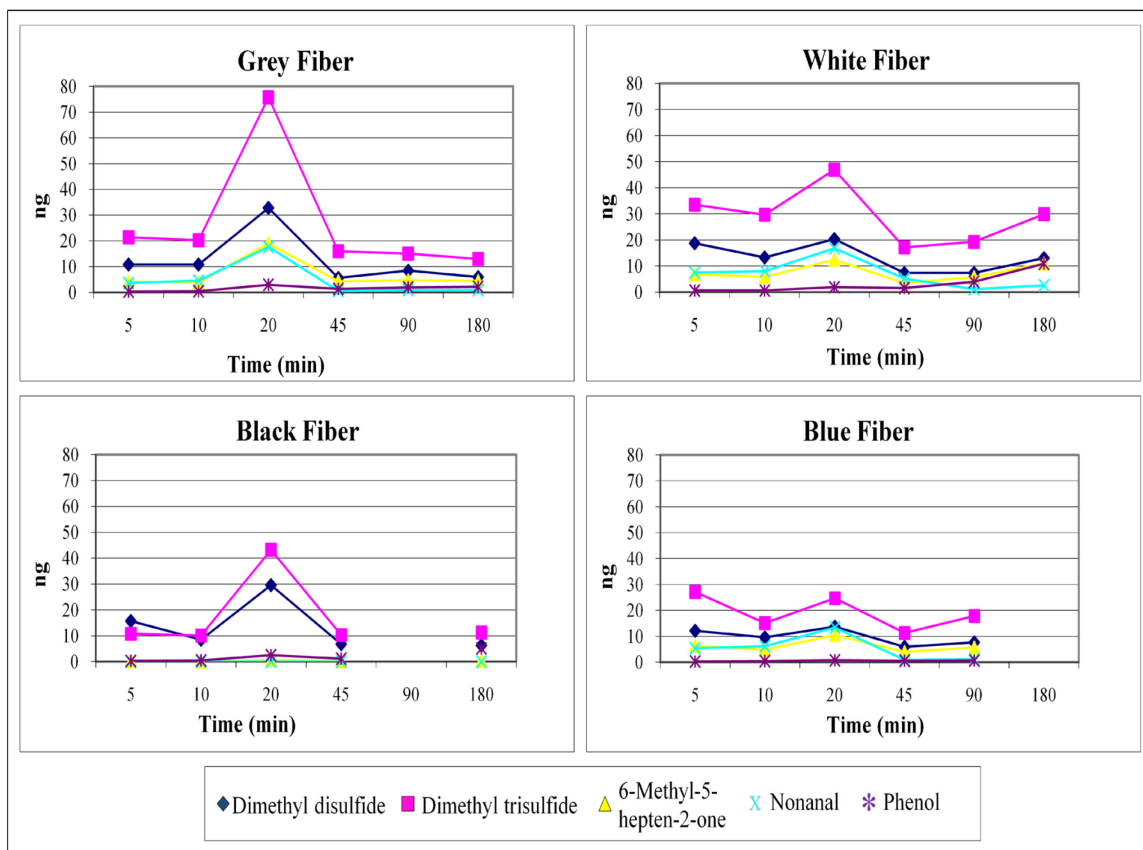 Grey Fiber
80
70
60
50
40
30
20
10
0
ng
5 10 20 45 90 180
Time (min)
White Fiber
80
70
60
50
40
30
20
10
0
ng
5 10 20 45 90 180
Time (min)
Black Fiber
80
70
60
50
40
30
20
10
0
ng
5 10 20 45 90 180
Time (min)
Blue Fiber
80
70
60
50
40
30
20
10
0
ng
5 10 20 45 90 180
Time (min)
Dimethyl disulfide
Dimethyl trisulfide
6-Methyl-5-
hepten-2-one
Nonanal
Phenol